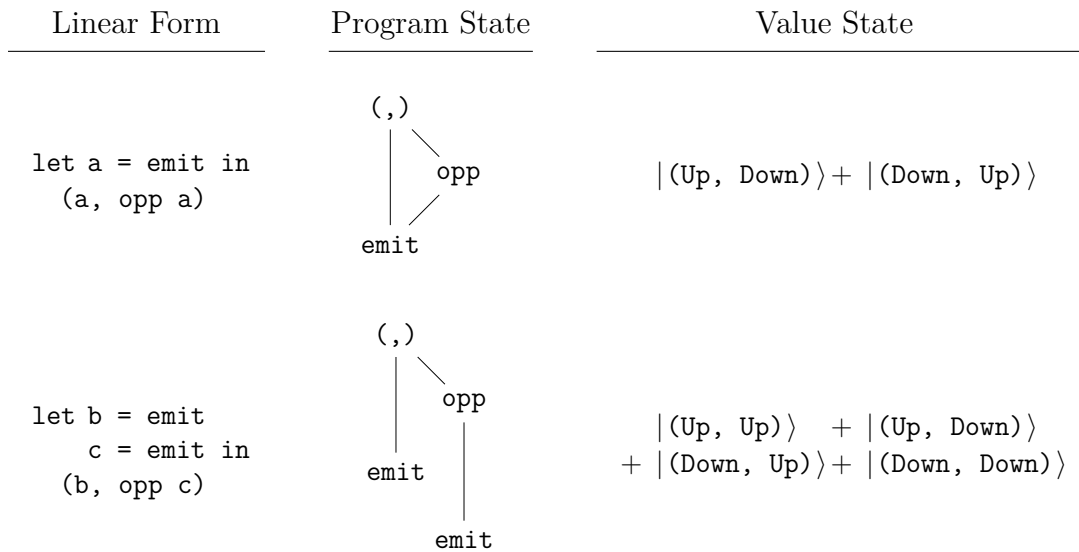 Linear Form Program State Value State
(,)
let a = emit in
(a, opp a)
opp
|(Up, Down)⟩+ |(Down, Up)⟩
emit
(,)
let b = emit
c = emit in
(b, opp c)
opp
emit
emit
|(Up, Up)⟩ + |(Up, Down)⟩
+ |(Down, Up)⟩+ |(Down, Down)⟩